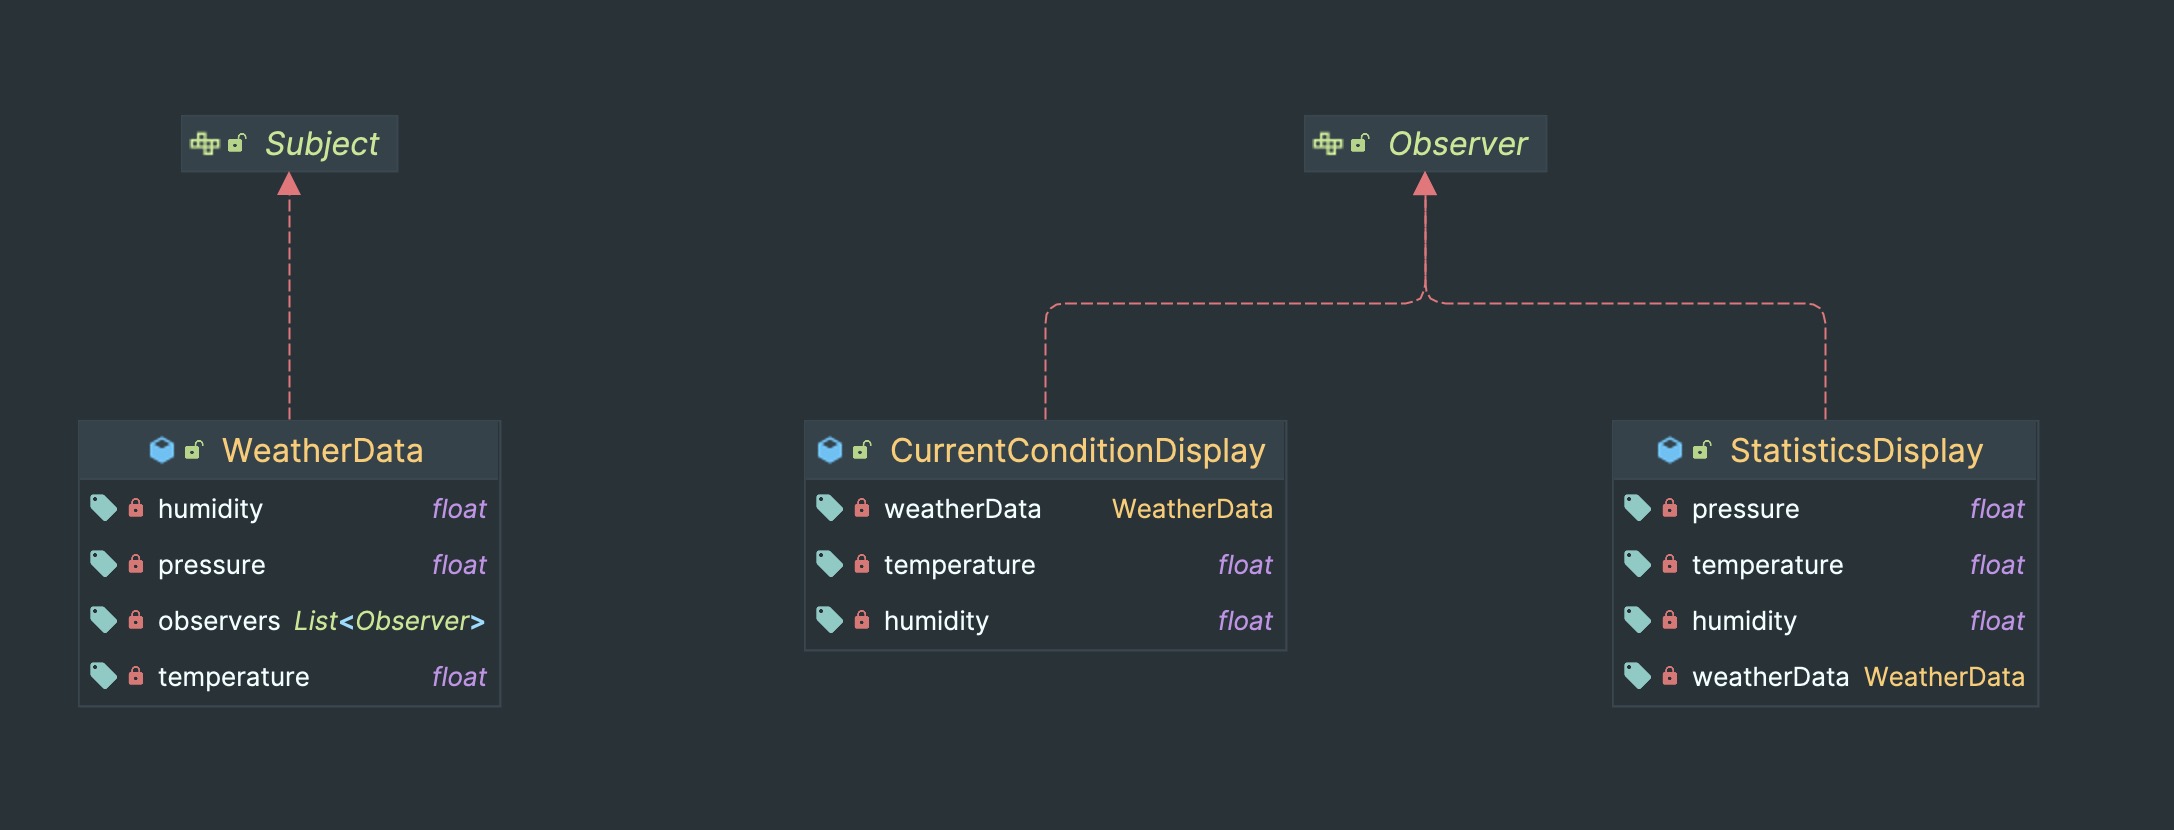 Subject
Observer
WeatherData
humidity float
pressure float
observers List<Observer>
temperature float
CurrentConditionDisplay
weatherData WeatherData
temperature float
humidity float
StatisticsDisplay
pressure float
temperature float
humidity float
weatherData WeatherData